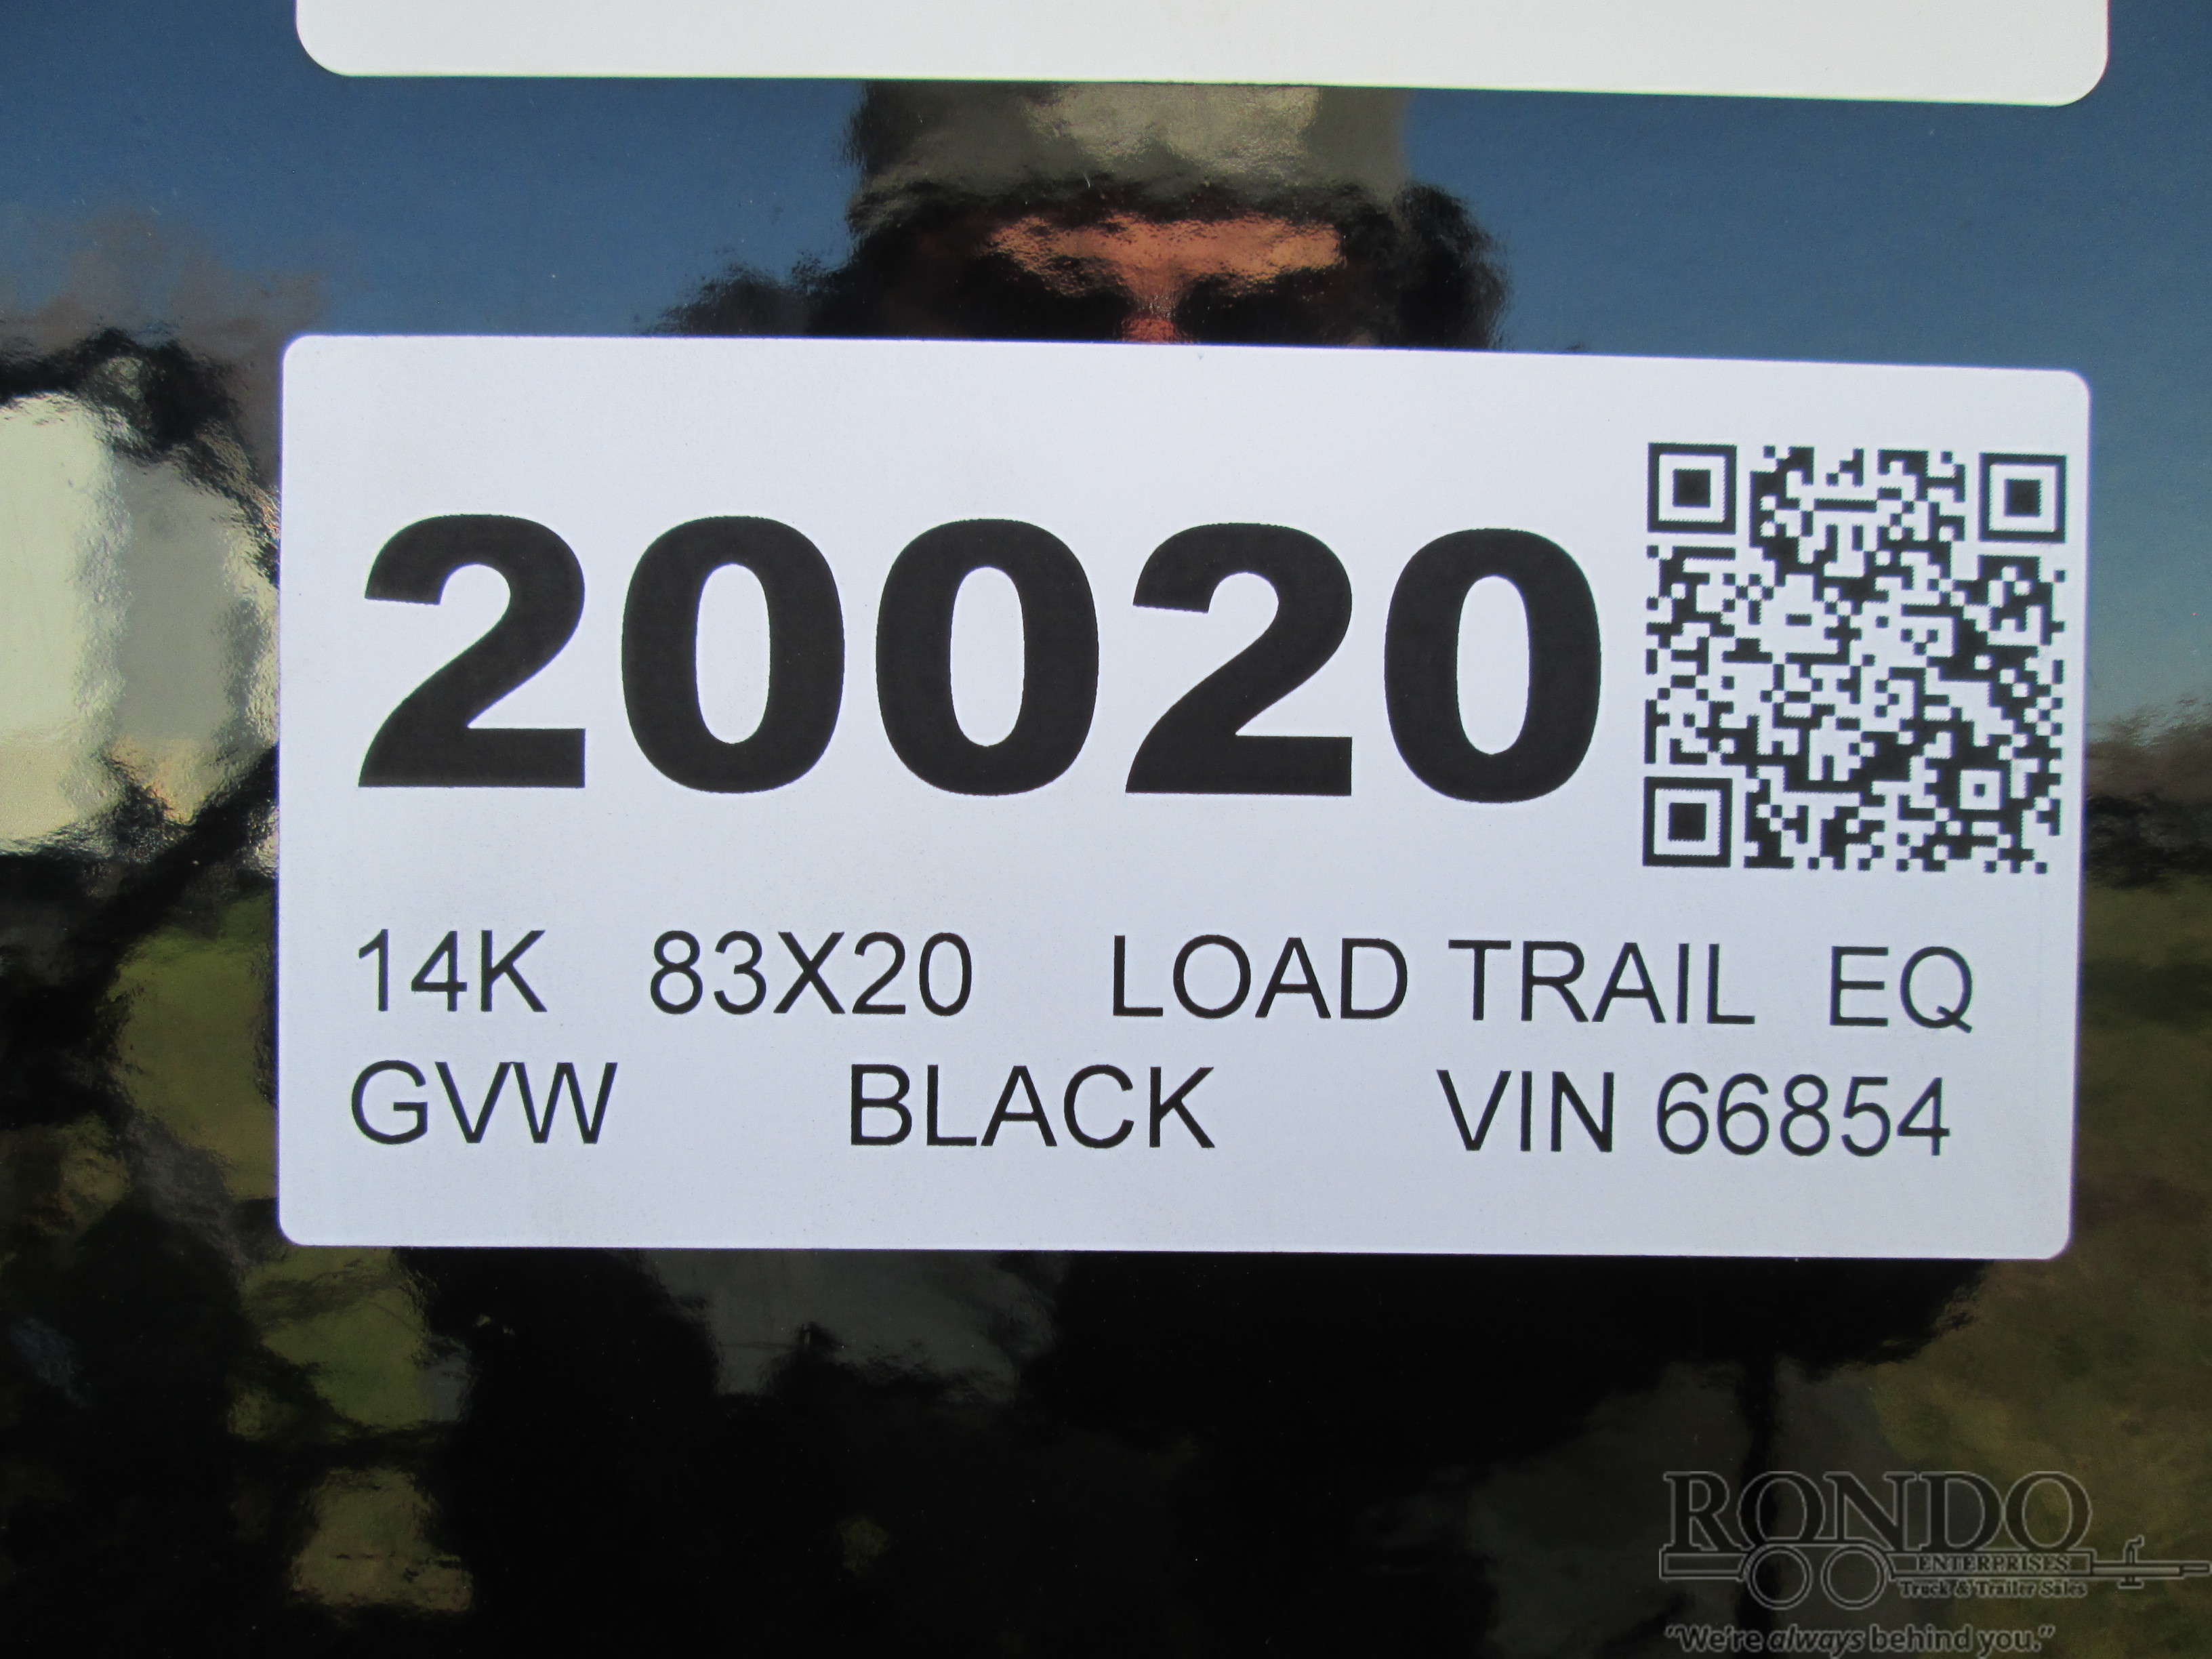 20020
14K 83X20 LOAD TRAIL EQ
GVW BLACK VIN 66854
RONDO
ENTERPRISES
Truck & Trailer Sales
"We're always behind you."